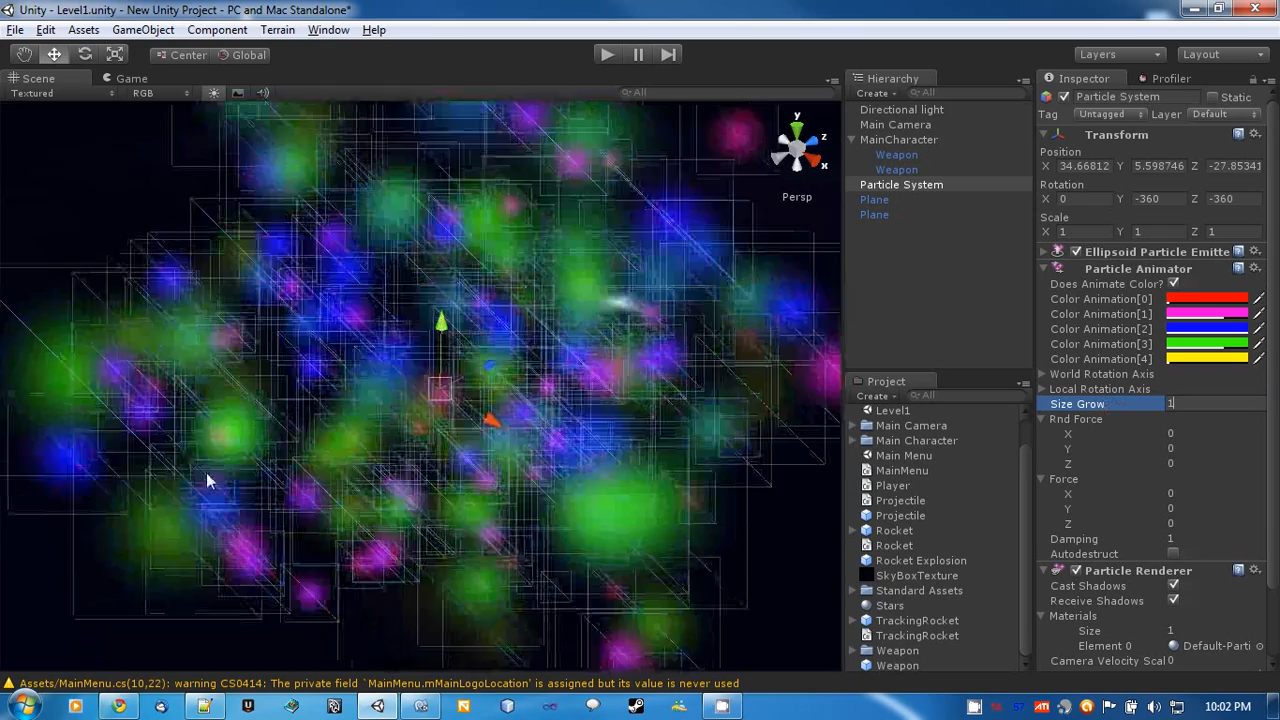 Unity - Level1.unity - New Unity Project - PC and Mac Standalone*
File Edit Assets GameObject Component Terrain Window Help
Center Global Layers Layout
Scene Game
Textured RGB All
y
z
x
Persp
Hierarchy
Create All
Directional light
Main Camera
MainCharacter
Weapon
Weapon
Particle System
Plane
Plane
Project
Create All
Level1
Main Camera
Main Character
Main Menu
MainMenu
Player
Projectile
Projectile
Rocket
Rocket
Rocket Explosion
SkyBoxTexture
Standard Assets
Stars
TrackingRocket
TrackingRocket
Weapon
Weapon
Inspector Profiler
Particle System Static
Tag Untagged Layer Default
Transform
Position
X 34.66812 Y 5.598746 Z -27.85341
Rotation
X 0 Y -360 Z -360
Scale
X 1 Y 1 Z 1
Ellipsoid Particle Emitte
Particle Animator
Does Animate Color?
Color Animation[0]
Color Animation[1]
Color Animation[2]
Color Animation[3]
Color Animation[4]
World Rotation Axis
Local Rotation Axis
Size Grow 1
Rnd Force
X 0
Y 0
Z 0
Force
X 0
Y 0
Z 0
Damping 1
Autodestruct
Particle Renderer
Cast Shadows
Receive Shadows
Materials
Size 1
Element 0 Default-Parti
Camera Velocity Scal 0
Assets/MainMenu.cs(10,22): warning CS0414: The private field `MainMenu.mMainLogoLocation' is assigned but its value is never used
57 ATI 10:02 PM